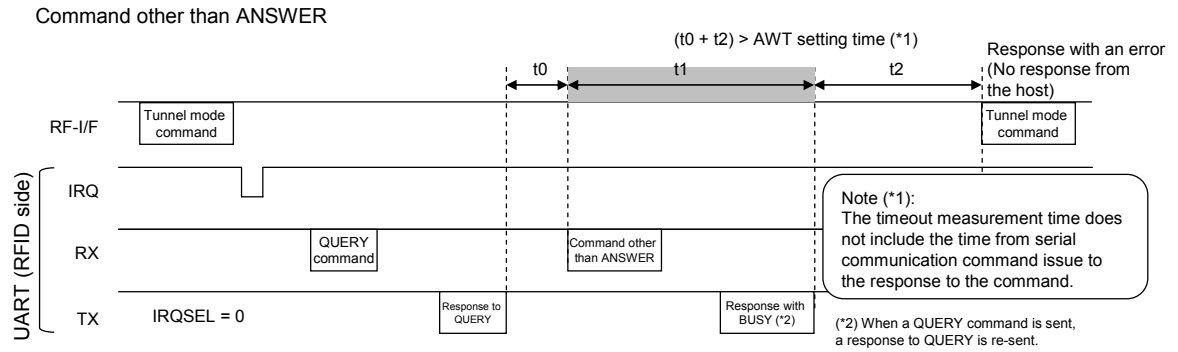 Command other than ANSWER
(t0 + t2) > AWT setting time (*1)
t0
t1
t2
Response with an error
(No response from
the host)
RF-I/F
Tunnel mode
command
Tunnel mode
command
UART (RFID side)
IRQ
Note (*1):
The timeout measurement time does
not include the time from serial
communication command issue to
the response to the command.
RX
QUERY
command
Command other
than ANSWER
TX
IRQSEL = 0
Response to
QUERY
Response with
BUSY (*2)
(*2) When a QUERY command is sent,
a response to QUERY is re-sent.